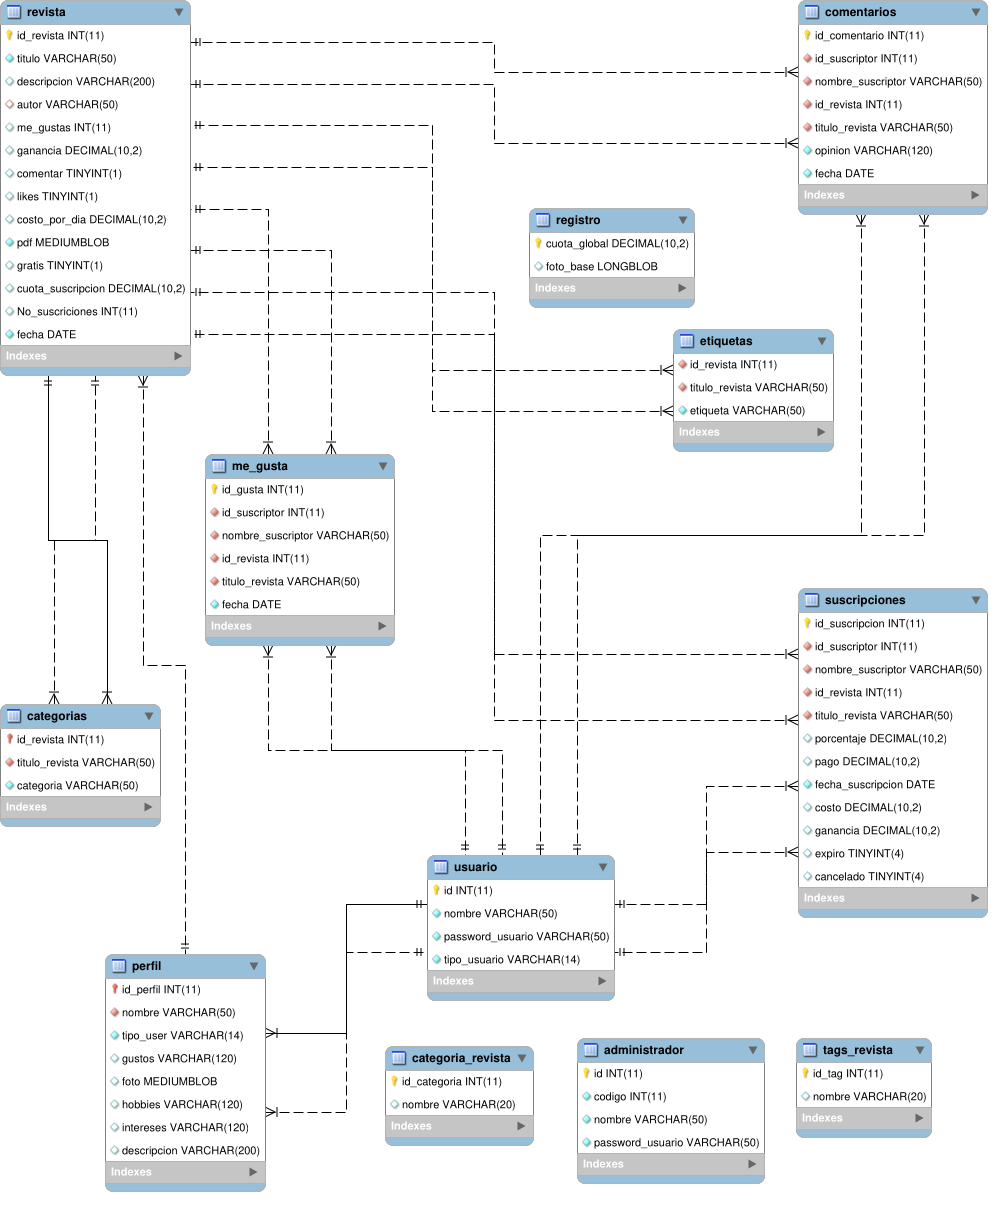 revista
id_revista INT(11)
titulo VARCHAR(50)
descripcion VARCHAR(200)
autor VARCHAR(50)
me_gustas INT(11)
ganancia DECIMAL(10,2)
comentar TINYINT(1)
likes TINYINT(1)
costo_por_dia DECIMAL(10,2)
pdf MEDIUMBLOB
gratis TINYINT(1)
cuota_suscripcion DECIMAL(10,2)
No_suscriciones INT(11)
fecha DATE
Indexes
comentarios
id_comentario INT(11)
id_suscriptor INT(11)
nombre_suscriptor VARCHAR(50)
id_revista INT(11)
titulo_revista VARCHAR(50)
opinion VARCHAR(120)
fecha DATE
Indexes
registro
cuota_global DECIMAL(10,2)
foto_base LONGBLOB
Indexes
etiquetas
id_revista INT(11)
titulo_revista VARCHAR(50)
etiqueta VARCHAR(50)
Indexes
me_gusta
id_gusta INT(11)
id_suscriptor INT(11)
nombre_suscriptor VARCHAR(50)
id_revista INT(11)
titulo_revista VARCHAR(50)
fecha DATE
Indexes
suscripciones
id_suscripcion INT(11)
id_suscriptor INT(11)
nombre_suscriptor VARCHAR(50)
id_revista INT(11)
titulo_revista VARCHAR(50)
porcentaje DECIMAL(10,2)
pago DECIMAL(10,2)
fecha_suscripcion DATE
costo DECIMAL(10,2)
ganancia DECIMAL(10,2)
expiro TINYINT(4)
cancelado TINYINT(4)
Indexes
categorias
id_revista INT(11)
titulo_revista VARCHAR(50)
categoria VARCHAR(50)
Indexes
usuario
id INT(11)
nombre VARCHAR(50)
password_usuario VARCHAR(50)
tipo_usuario VARCHAR(14)
Indexes
perfil
id_perfil INT(11)
nombre VARCHAR(50)
tipo_user VARCHAR(14)
gustos VARCHAR(120)
foto MEDIUMBLOB
hobbies VARCHAR(120)
intereses VARCHAR(120)
descripcion VARCHAR(200)
Indexes
categoria_revista
id_categoria INT(11)
nombre VARCHAR(20)
Indexes
administrador
id INT(11)
codigo INT(11)
nombre VARCHAR(50)
password_usuario VARCHAR(50)
Indexes
tags_revista
id_tag INT(11)
nombre VARCHAR(20)
Indexes